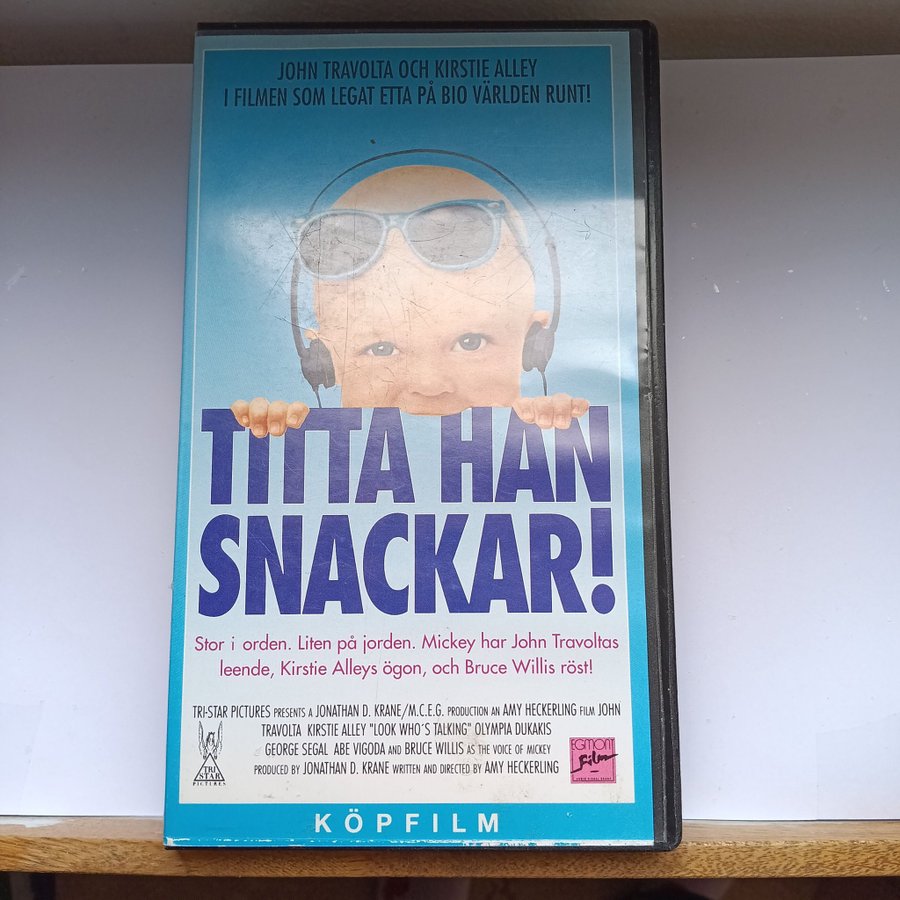 JOHN TRAVOLTA OCH KIRSTIE ALLEY
I FILMEN SOM LEGAT ETTA PÅ BIO VÄRLDEN RUNT!
TITTA HAN
SNACKAR!
Stor i orden. Liten på jorden. Mickey har John Travoltas
leende, Kirstie Alleys ögon, och Bruce Willis röst!
TRI-STAR PICTURES PRESENTS A JONATHAN D. KRANE/M.C.E.G. PRODUCTION AN AMY HECKERLING FILM JOHN
TRAVOLTA KIRSTIE ALLEY "LOOK WHO´S TALKING" OLYMPIA DUKAKIS
GEORGE SEGAL ABE VIGODA AND BRUCE WILLIS AS THE VOICE OF MICKEY
PRODUCED BY JONATHAN D. KRANE WRITTEN AND DIRECTED BY AMY HECKERLING
TRI
STAR
PICTURES
EGMONT
Film
KÖPFILM